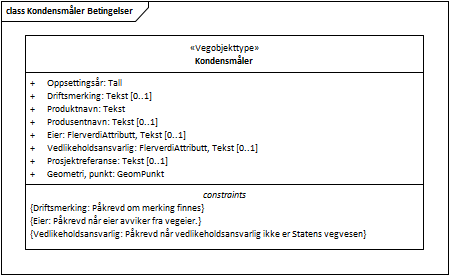 class Kondensmåler Betingelser
«Vegobjekttype»
Kondensmåler
+ Oppsettingsår: Tall
+ Driftsmerking: Tekst [0..1]
+ Produktnavn: Tekst
+ Produsentnavn: Tekst [0..1]
+ Eier: FlerverdiAttributt, Tekst [0..1]
+ Vedlikeholdsansvarlig: FlerverdiAttributt, Tekst [0..1]
+ Prosjektreferanse: Tekst [0..1]
+ Geometri, punkt: GeomPunkt
constraints
{Driftsmerking: Påkrevd om merking finnes}
{Eier: Påkrevd når eier avviker fra vegeier.}
{Vedlikeholdsansvarlig: Påkrevd når vedlikeholdsansvarlig ikke er Statens vegvesen}